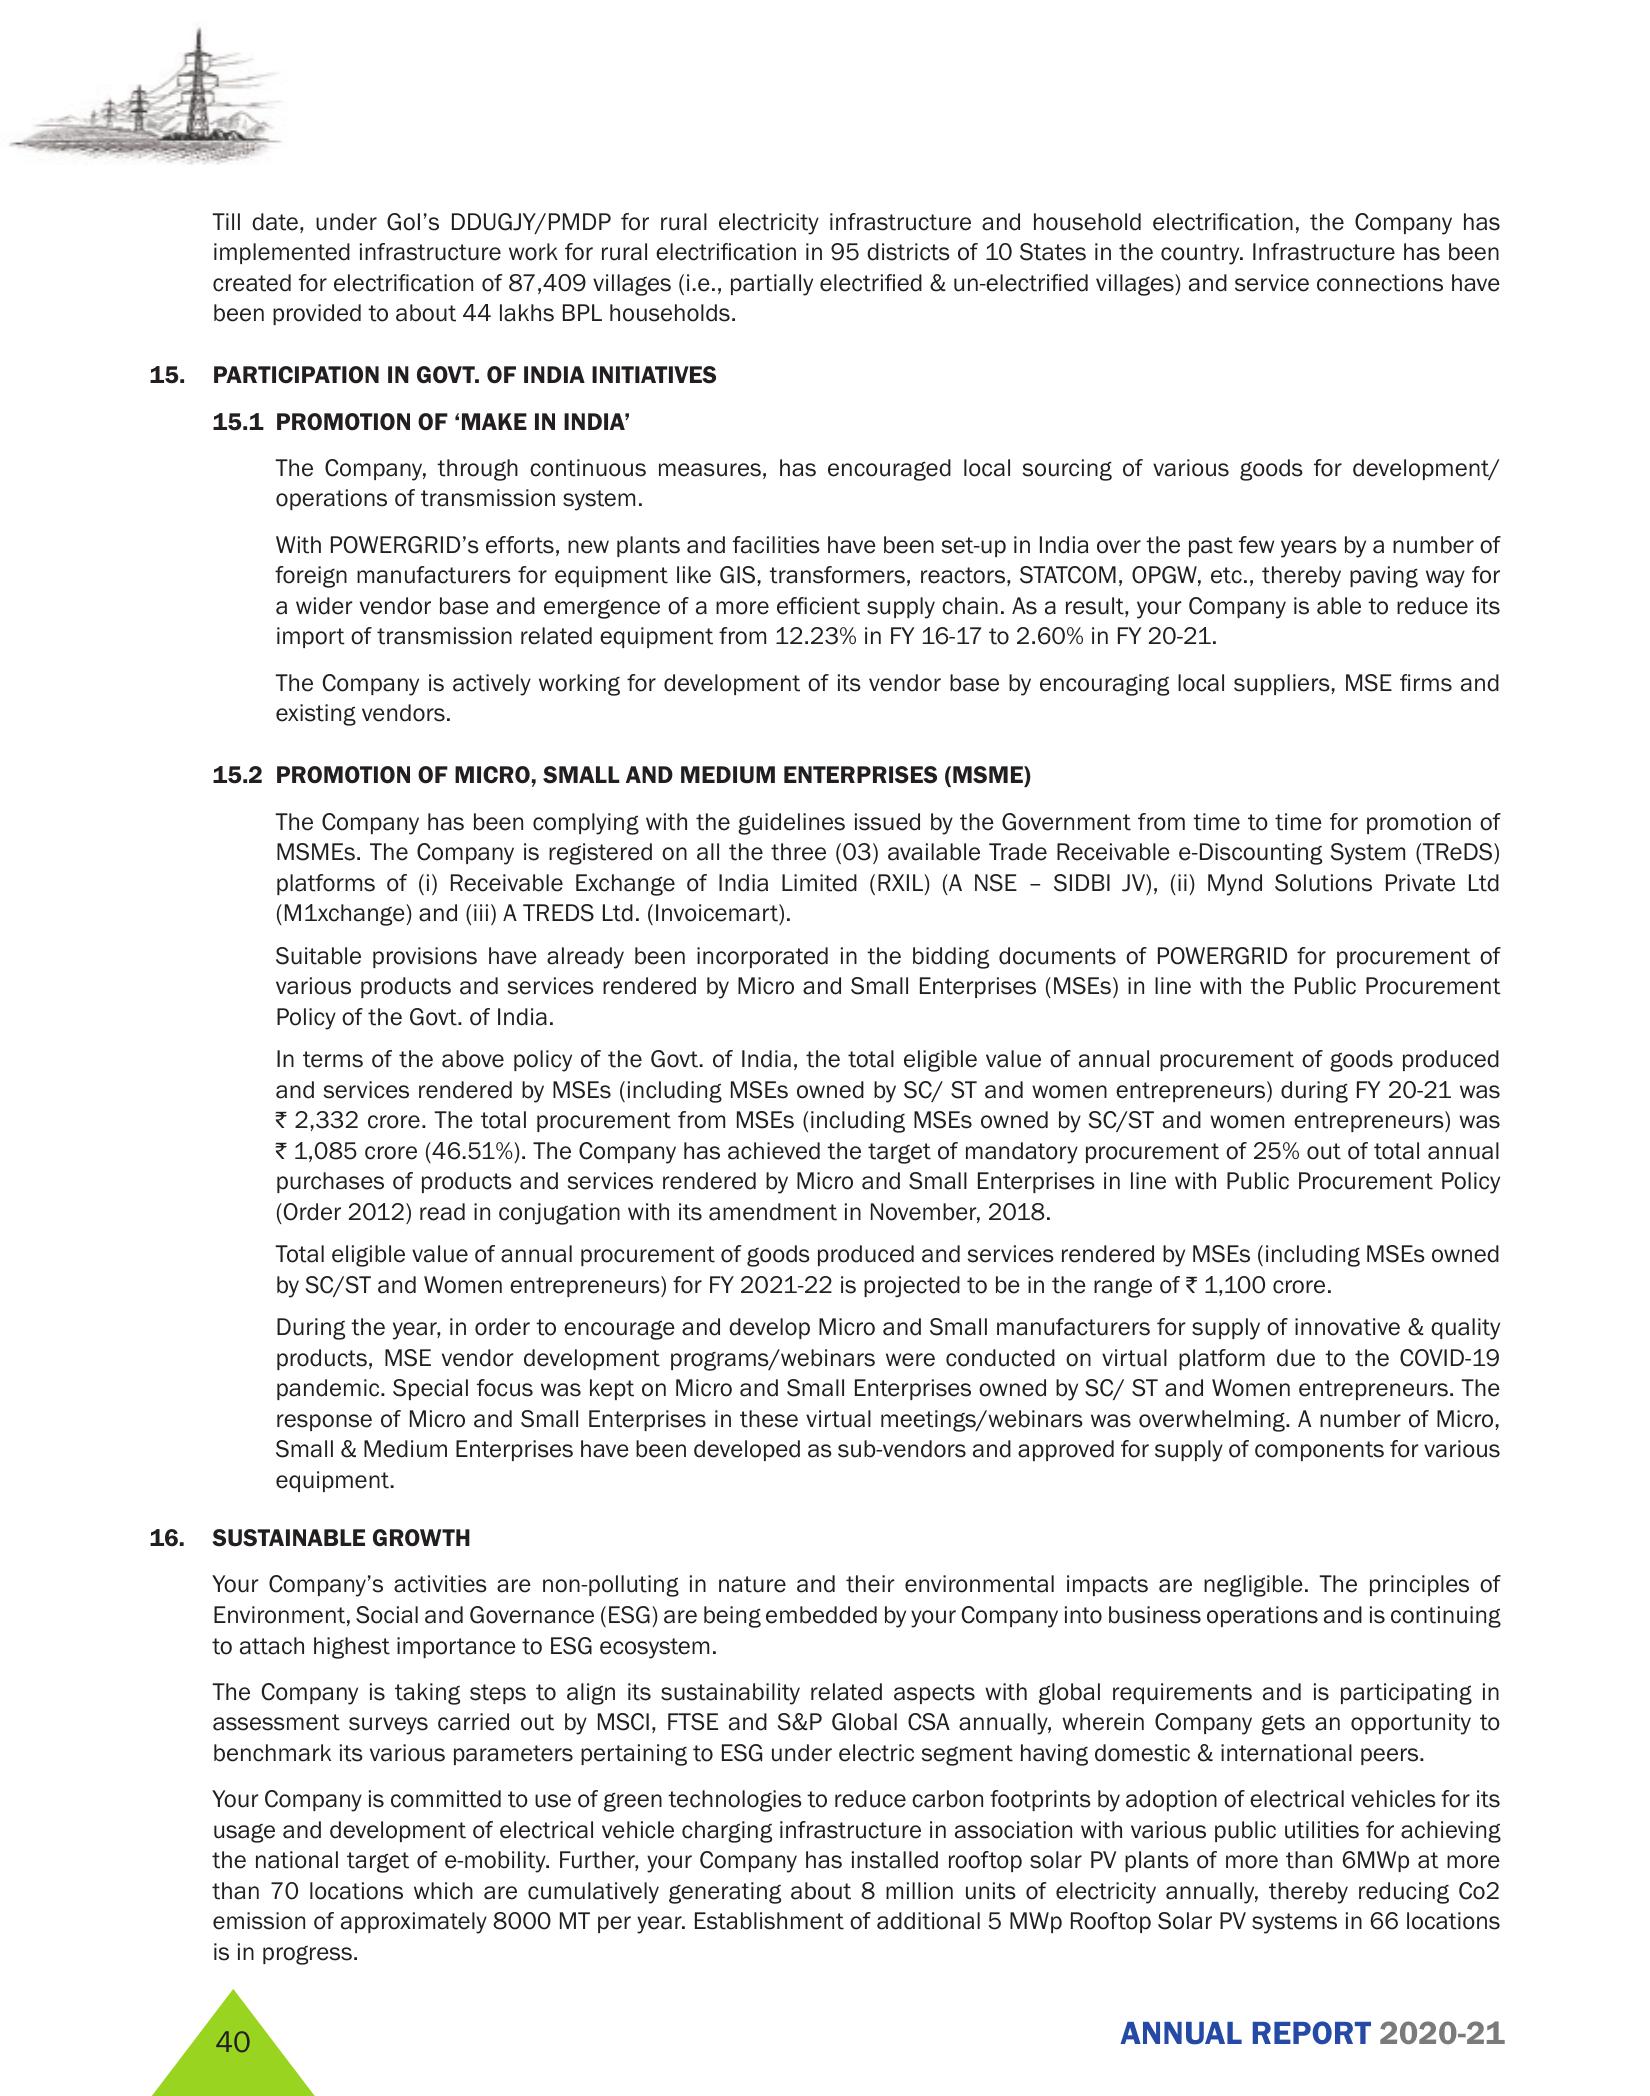 Till date, under GoI's DDUGJY/PMDP for rural electricity infrastructure and household electrification, the Company has
implemented infrastructure work for rural electrification in 95 districts of 10 States in the country. Infrastructure has been
created for electrification of 87,409 villages (i.e., partially electrified & un-electrified villages) and service connections have
been provided to about 44 lakhs BPL households.
15. PARTICIPATION IN GOVT. OF INDIA INITIATIVES
15.1 PROMOTION OF ‘MAKE IN INDIA’
The Company, through continuous measures, has encouraged local sourcing of various goods for development/
operations of transmission system.
With POWERGRID’s efforts, new plants and facilities have been set-up in India over the past few years by a number of
foreign manufacturers for equipment like GIS, transformers, reactors, STATCOM, OPGW, etc., thereby paving way for
a wider vendor base and emergence of a more efficient supply chain. As a result, your Company is able to reduce its
import of transmission related equipment from 12.23% in FY 16-17 to 2.60% in FY 20-21.
The Company is actively working for development of its vendor base by encouraging local suppliers, MSE firms and
existing vendors.
15.2 PROMOTION OF MICRO, SMALL AND MEDIUM ENTERPRISES (MSME)
The Company has been complying with the guidelines issued by the Government from time to time for promotion of
MSMEs. The Company is registered on all the three (03) available Trade Receivable e-Discounting System (TReDS)
platforms of (i) Receivable Exchange of India Limited (RXIL) (A NSE – SIDBI JV), (ii) Mynd Solutions Private Ltd
(M1xchange) and (iii) A TREDS Ltd. (Invoicemart).
Suitable provisions have already been incorporated in the bidding documents of POWERGRID for procurement of
various products and services rendered by Micro and Small Enterprises (MSEs) in line with the Public Procurement
Policy of the Govt. of India.
In terms of the above policy of the Govt. of India, the total eligible value of annual procurement of goods produced
and services rendered by MSEs (including MSEs owned by SC/ ST and women entrepreneurs) during FY 20-21 was
₹ 2,332 crore. The total procurement from MSEs (including MSEs owned by SC/ST and women entrepreneurs) was
₹ 1,085 crore (46.51%). The Company has achieved the target of mandatory procurement of 25% out of total annual
purchases of products and services rendered by Micro and Small Enterprises in line with Public Procurement Policy
(Order 2012) read in conjugation with its amendment in November, 2018.
Total eligible value of annual procurement of goods produced and services rendered by MSEs (including MSEs owned
by SC/ST and Women entrepreneurs) for FY 2021-22 is projected to be in the range of ₹ 1,100 crore.
During the year, in order to encourage and develop Micro and Small manufacturers for supply of innovative & quality
products, MSE vendor development programs/webinars were conducted on virtual platform due to the COVID-19
pandemic. Special focus was kept on Micro and Small Enterprises owned by SC/ ST and Women entrepreneurs. The
response of Micro and Small Enterprises in these virtual meetings/webinars was overwhelming. A number of Micro,
Small & Medium Enterprises have been developed as sub-vendors and approved for supply of components for various
equipment.
16. SUSTAINABLE GROWTH
Your Company’s activities are non-polluting in nature and their environmental impacts are negligible. The principles of
Environment, Social and Governance (ESG) are being embedded by your Company into business operations and is continuing
to attach highest importance to ESG ecosystem.
The Company is taking steps to align its sustainability related aspects with global requirements and is participating in
assessment surveys carried out by MSCI, FTSE and S&P Global CSA annually, wherein Company gets an opportunity to
benchmark its various parameters pertaining to ESG under electric segment having domestic & international peers.
Your Company is committed to use of green technologies to reduce carbon footprints by adoption of electrical vehicles for its
usage and development of electrical vehicle charging infrastructure in association with various public utilities for achieving
the national target of e-mobility. Further, your Company has installed rooftop solar PV plants of more than 6MWp at more
than 70 locations which are cumulatively generating about 8 million units of electricity annually, thereby reducing Co2
emission of approximately 8000 MT per year. Establishment of additional 5 MWp Rooftop Solar PV systems in 66 locations
is in progress.
40
ANNUAL REPORT 2020-21